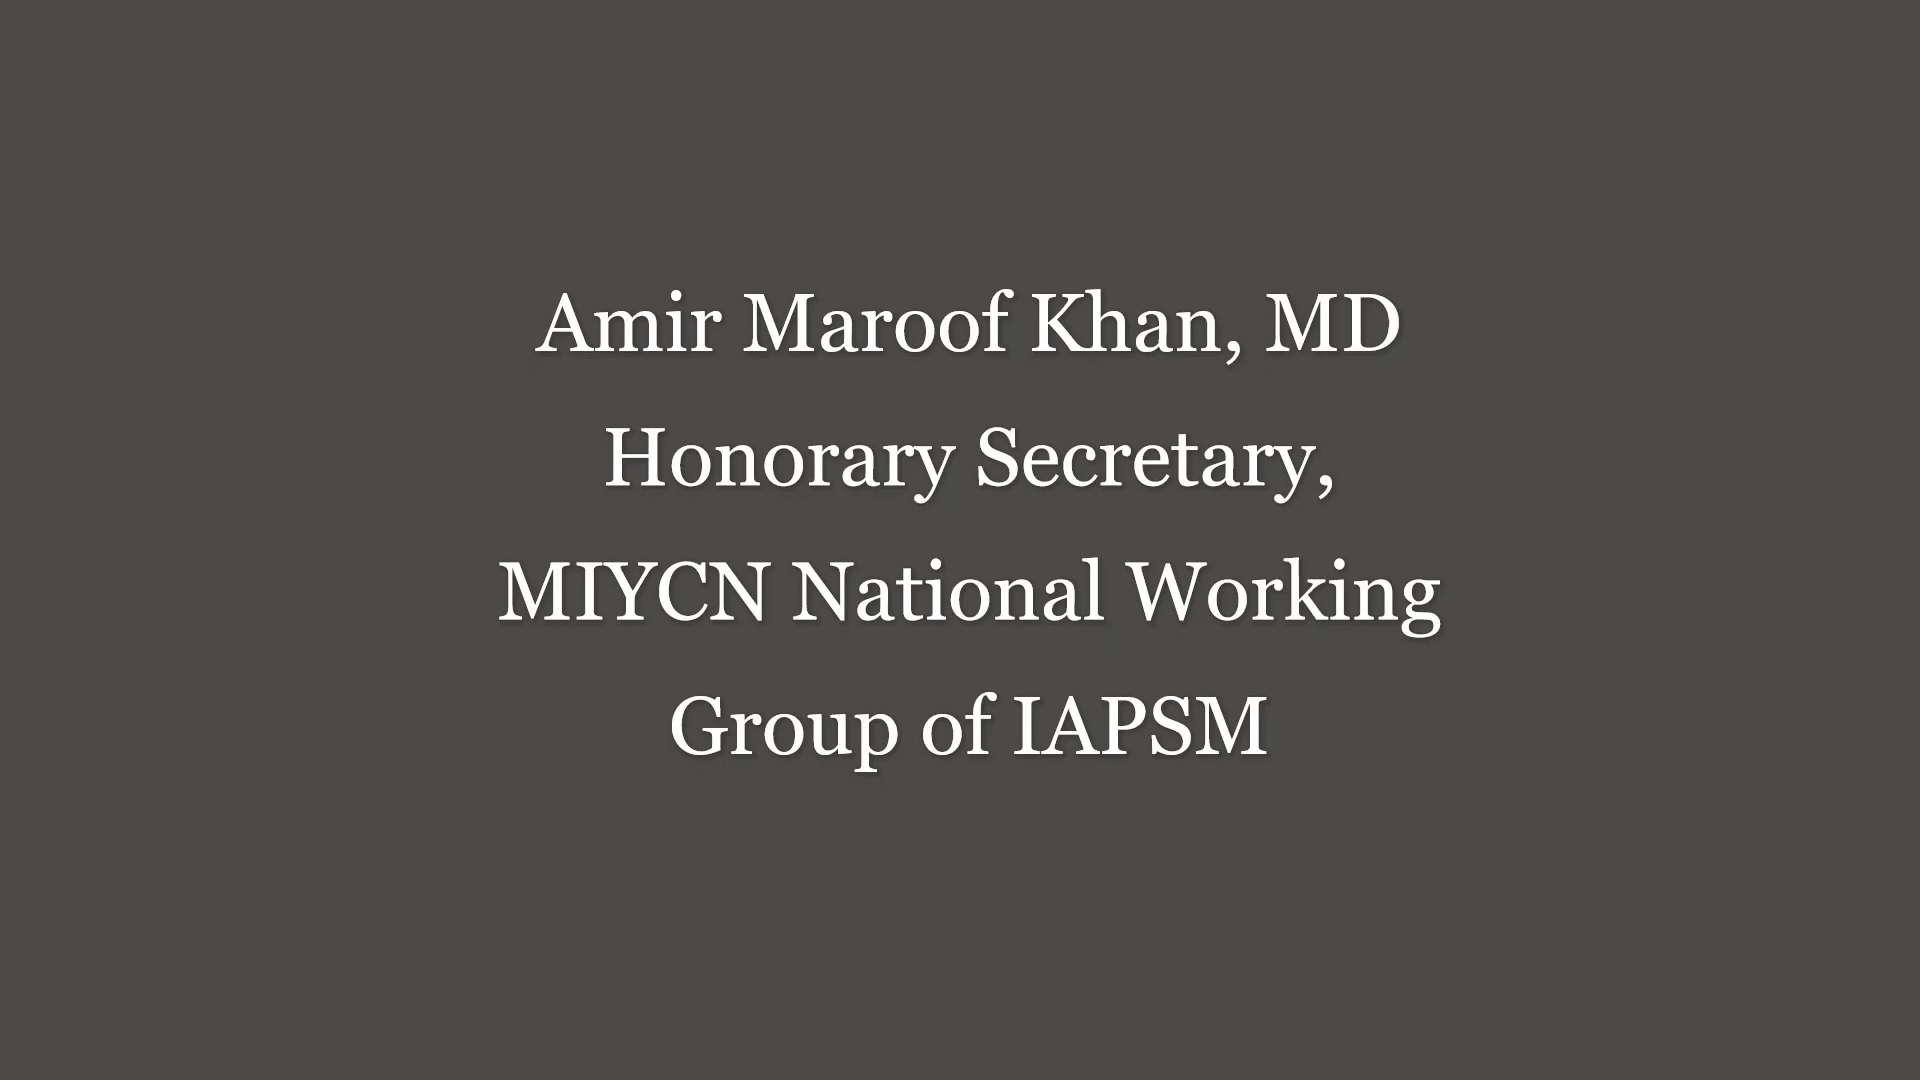 Amir Maroof Khan, MD
Honorary Secretary,
MIYCN National Working
Group of IAPSM